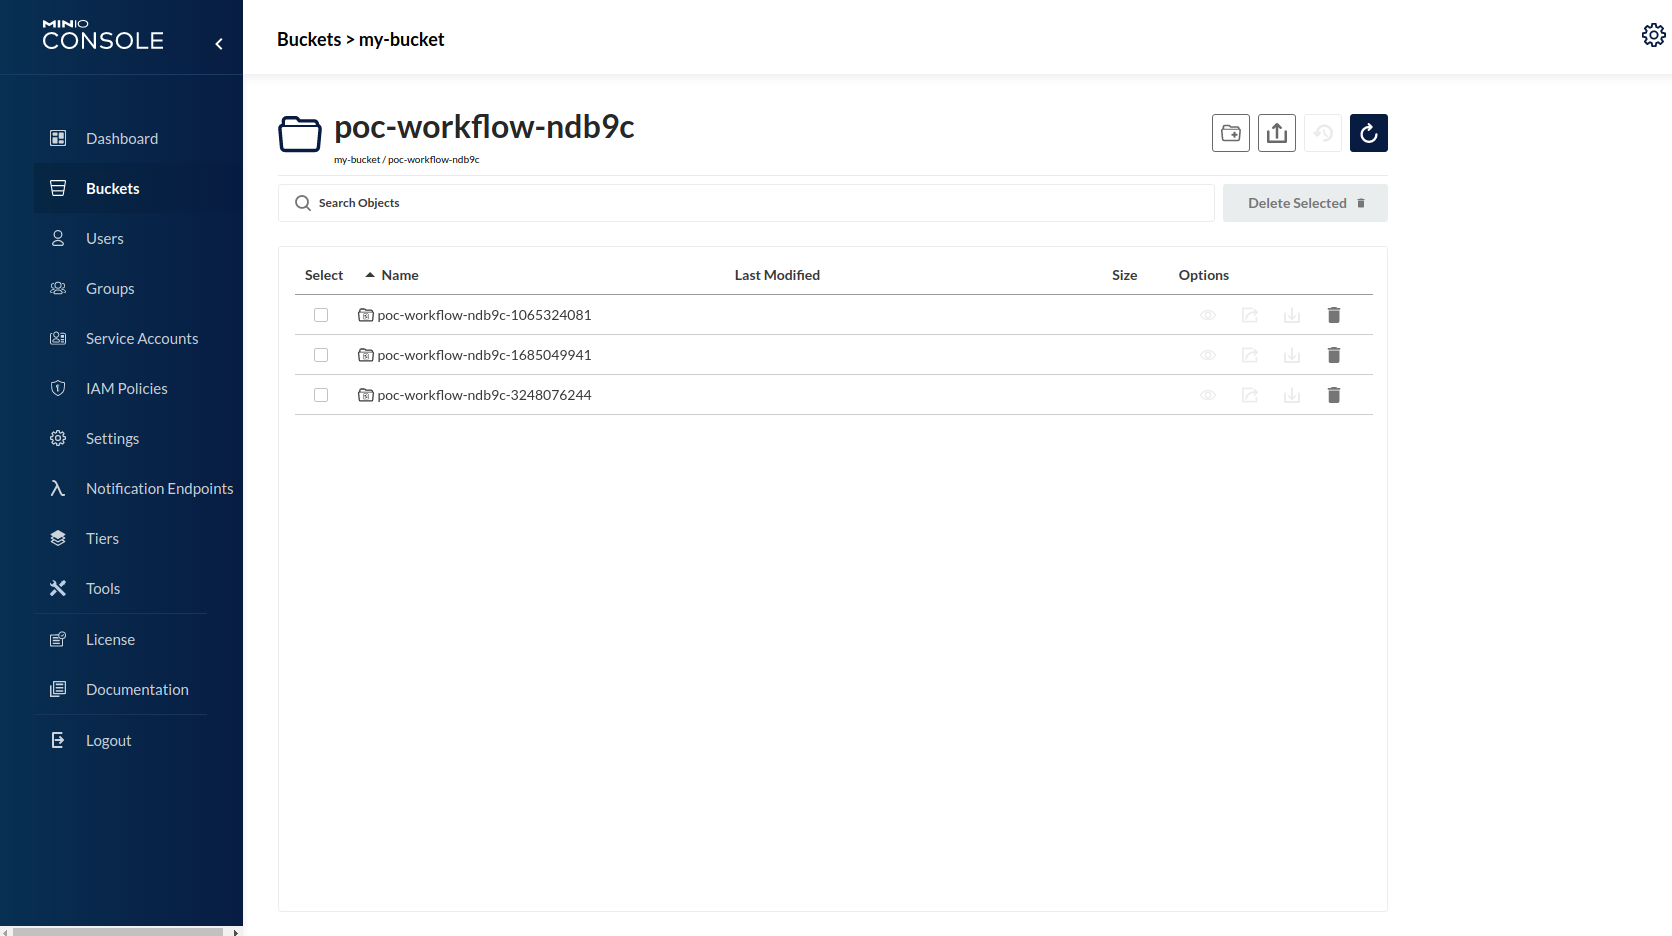 MINIO
CONSOLE
Buckets > my-bucket
Dashboard
Buckets
Users
Groups
Service Accounts
IAM Policies
Settings
Notification Endpoints
Tiers
Tools
License
Documentation
Logout
poc-workflow-ndb9c
my-bucket / poc-workflow-ndb9c
Search Objects
Delete Selected
Select Name Last Modified Size Options
poc-workflow-ndb9c-1065324081
poc-workflow-ndb9c-1685049941
poc-workflow-ndb9c-3248076244